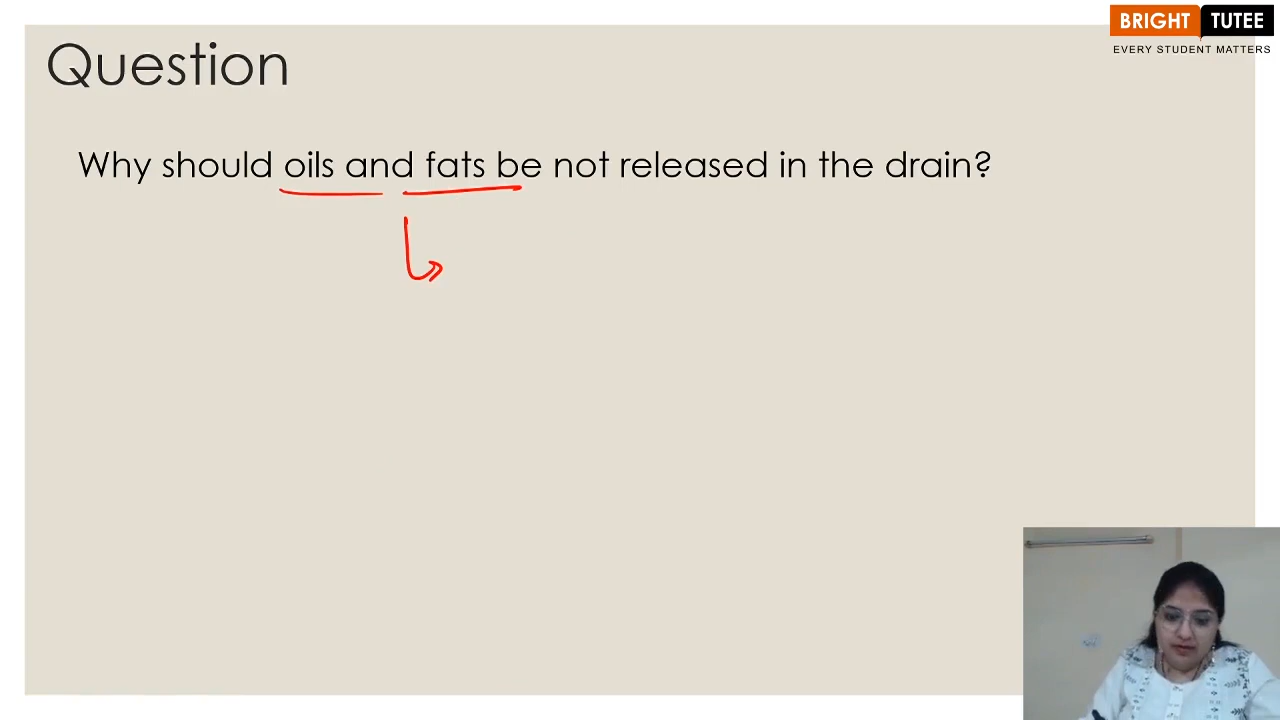 BRIGHT TUTEE
EVERY STUDENT MATTERS
Question
Why should oils and fats be not released in the drain?